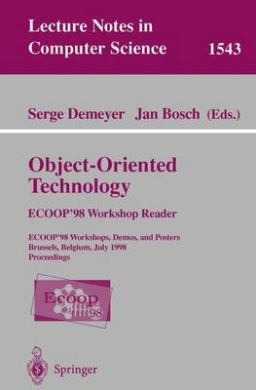 Lecture Notes in
Computer Science 1543
Serge Demeyer Jan Bosch (Eds.)
Object-Oriented
Technology
ECOOP'98 Workshop Reader
ECOOP'98 Workshops, Demos, and Posters
Brussels, Belgium, July 1998
Proceedings
Ecoop
98
Springer